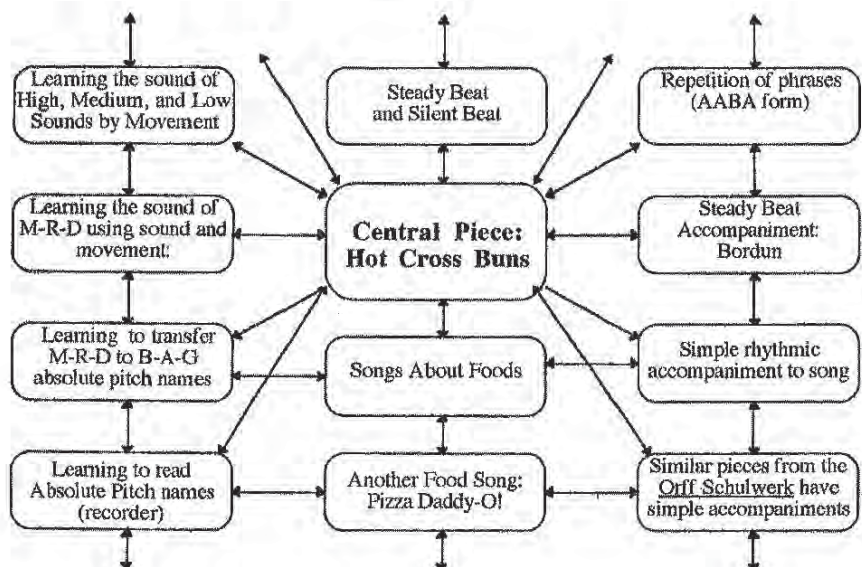 Learning the sound of
High, Medium, and Low
Sounds by Movement
Steady Beat
and Silent Beat
Repetition of phrases
(AABA form)
Learning the sound of
M-R-D using sound and
movement:
Central Piece:
Hot Cross Buns
Steady Beat
Accompaniment:
Bordun
Learning to transfer
M-R-D to B-A-G
absolute pitch names
Songs About Foods
Simple rhythmic
accompaniment to song
Learning to read
Absolute Pitch names
(recorder)
Another Food Song:
Pizza Daddy-O!
Similar pieces from the
Orff Schulwerk have
simple accompaniments